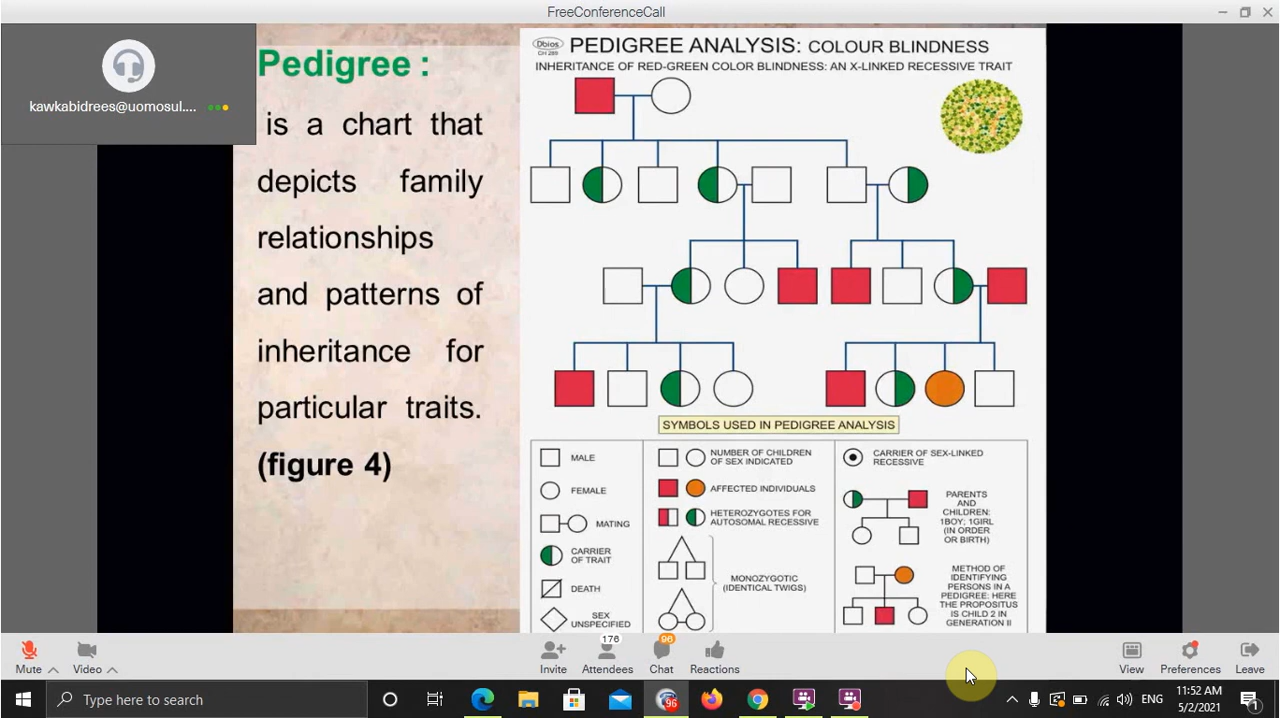 FreeConferenceCall
kawkabidrees@uomosul....
Pedigree :
is a chart that
depicts family
relationships
and patterns of
inheritance for
particular traits.
(figure 4)
Dbios
CH 289
PEDIGREE ANALYSIS: COLOUR BLINDNESS
INHERITANCE OF RED-GREEN COLOR BLINDNESS: AN X-LINKED RECESSIVE TRAIT
SYMBOLS USED IN PEDIGREE ANALYSIS
MALE
FEMALE
MATING
CARRIER
OF TRAIT
DEATH
SEX
UNSPECIFIED
NUMBER OF CHILDREN
OF SEX INDICATED
AFFECTED INDIVIDUALS
HETEROZYGOTES FOR
AUTOSOMAL RECESSIVE
MONOZYGOTIC
(IDENTICAL TWIGS)
CARRIER OF SEX-LINKED
RECESSIVE
PARENTS
AND
CHILDREN:
1BOY; 1GIRL
(IN ORDER
OR BIRTH)
METHOD OF
IDENTIFYING
PERSONS IN A
PEDIGREE: HERE
THE PROPOSITUS
IS CHILD 2 IN
GENERATION II
Mute
Video
Invite
176
Attendees
96
Chat
Reactions
View
Preferences
Leave
Type here to search
96
ENG
11:52 AM
5/2/2021
1